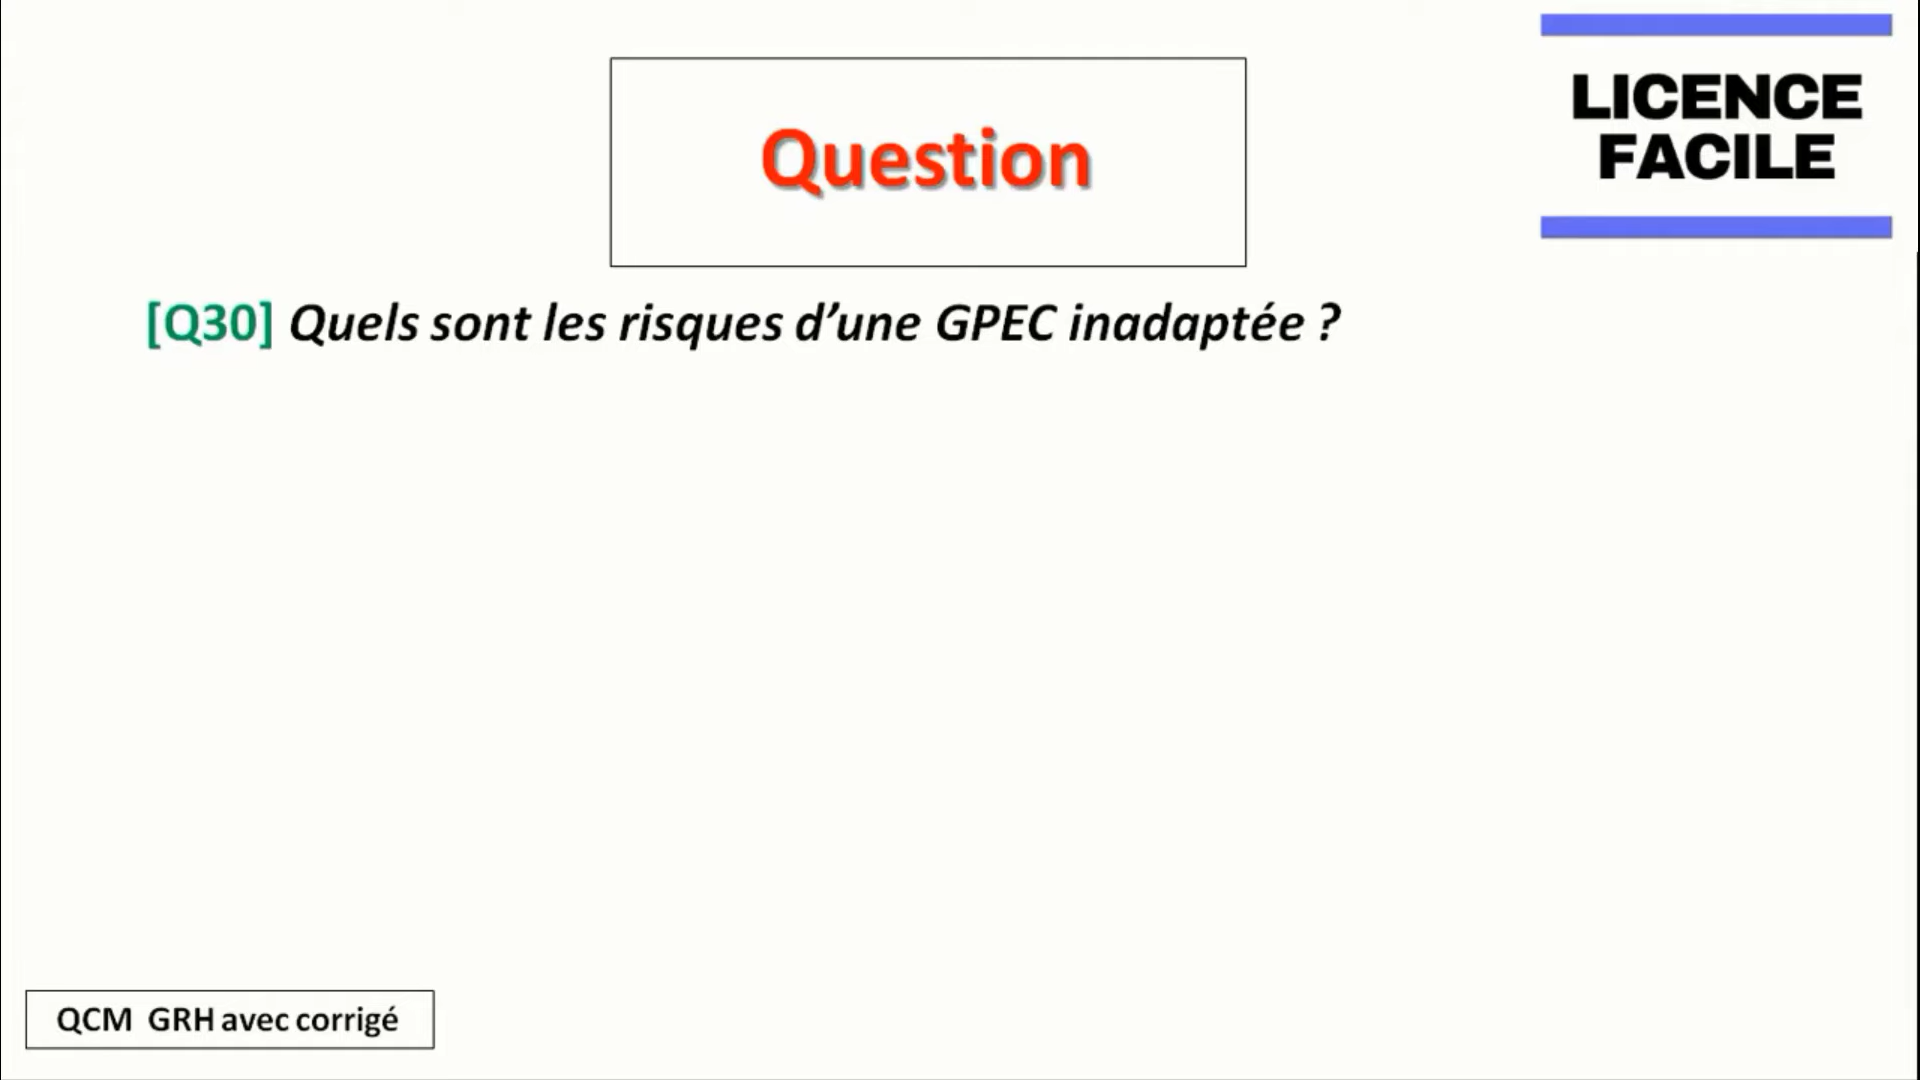 Question
LICENCE
FACILE
[Q30] Quels sont les risques d’une GPEC inadaptée ?
QCM GRH avec corrigé